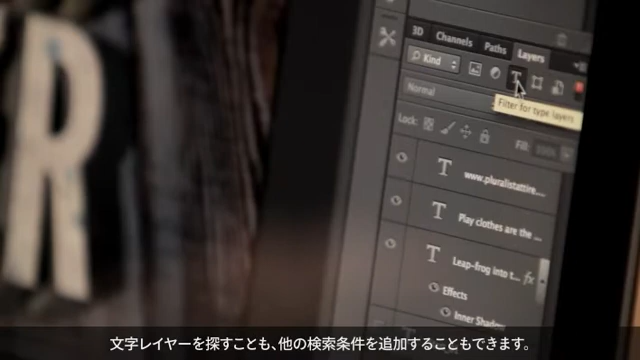 R
3D Channels Paths Layers
Kind
T
Filter for type layers
Normal
Lock: Fill: 100%
T www.pluralistattire....
T Play clothes are the ...
T Leap-frog into t... fx
Effects
Inner Shadow
文字レイヤーを探すことも、他の検索条件を追加することもできます。